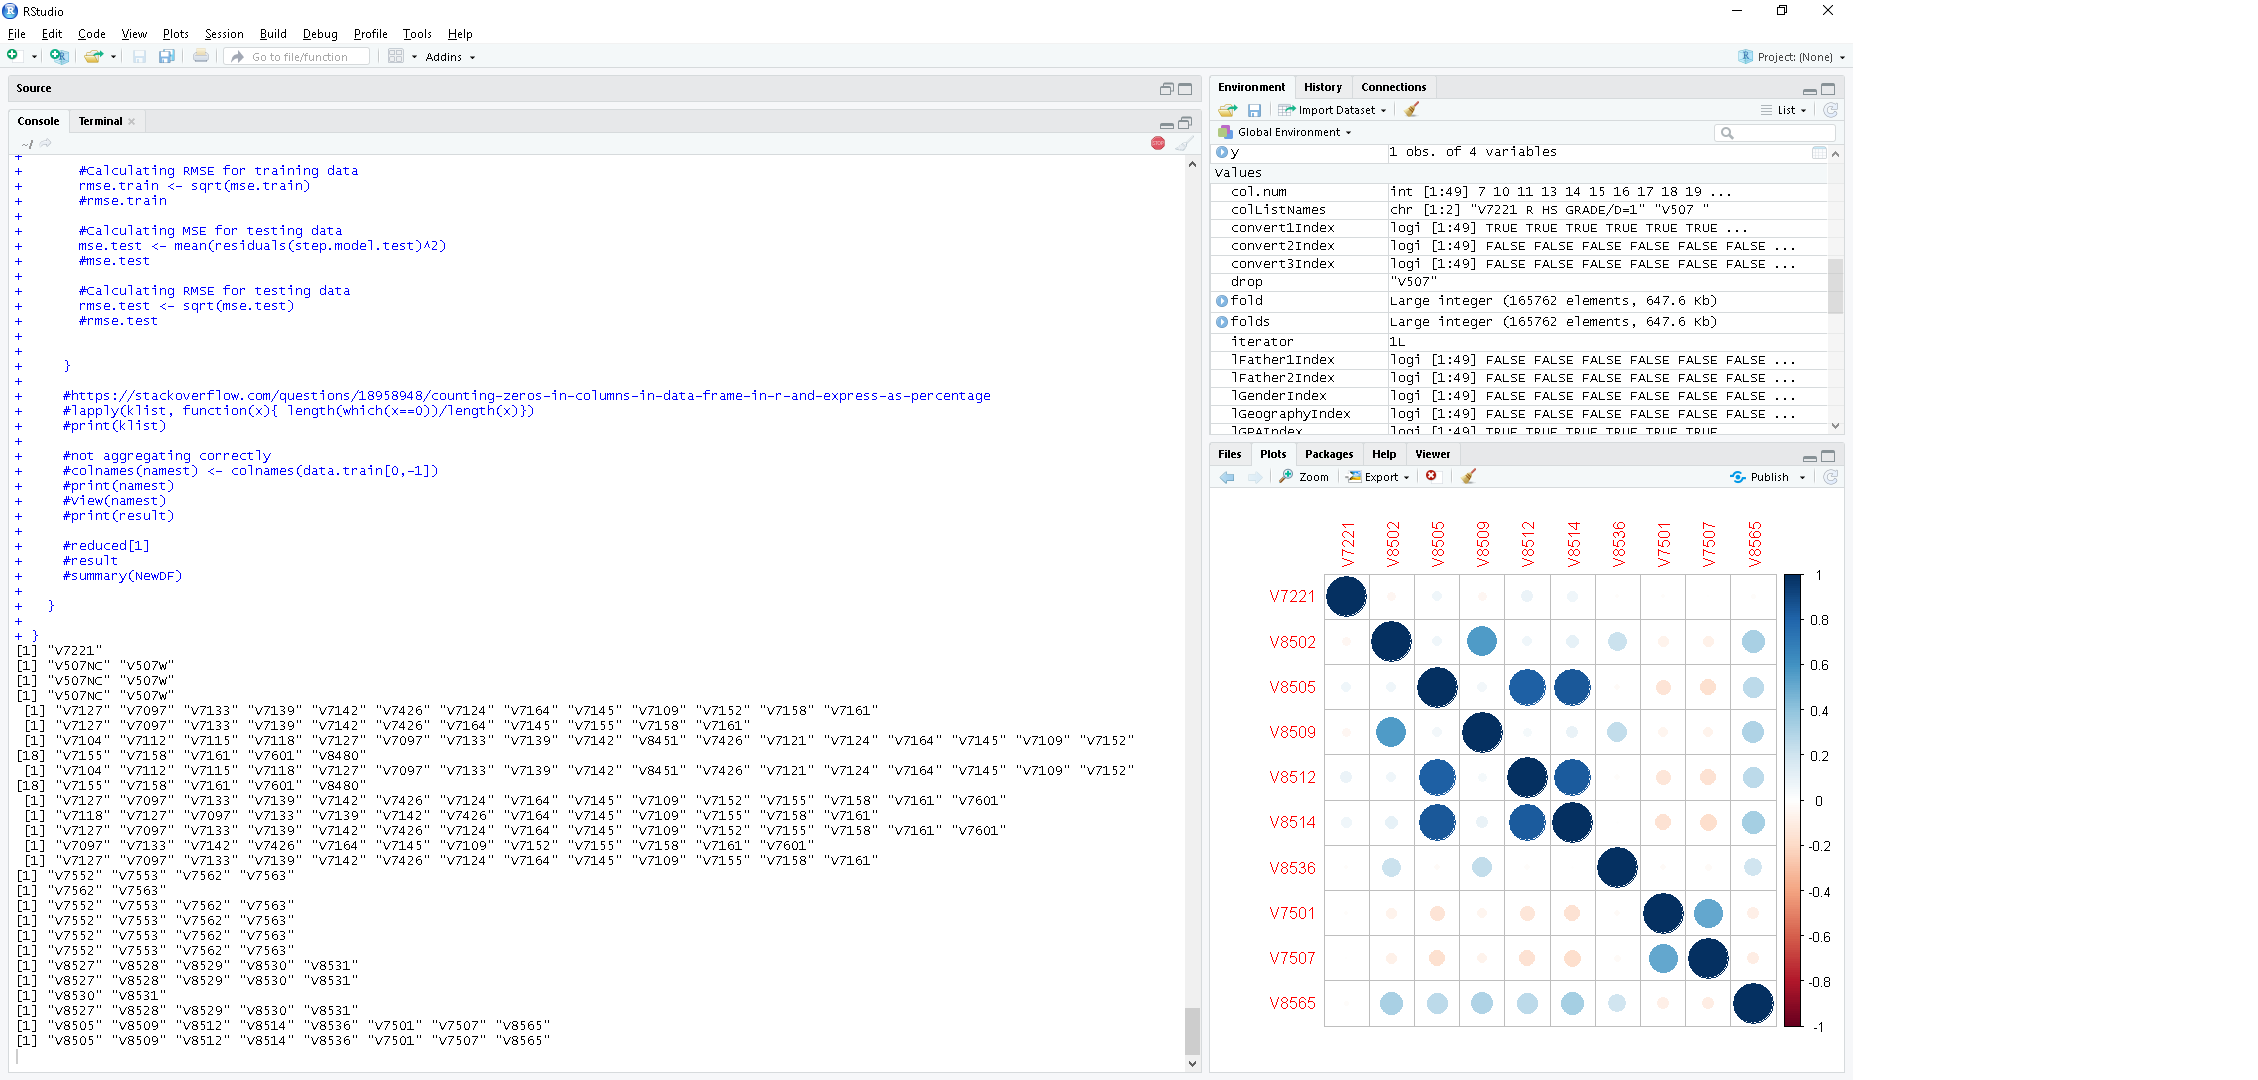 RStudio
File Edit Code View Plots Session Build Debug Profile Tools Help
Go to file/function Addins Project: (None)
Source
Console Terminal
~/
+
+ #Calculating RMSE for training data
+ rmse.train <- sqrt(mse.train)
+ #rmse.train
+
+ #Calculating MSE for testing data
+ mse.test <- mean(residuals(step.model.test)^2)
+ #mse.test
+
+ #Calculating RMSE for testing data
+ rmse.test <- sqrt(mse.test)
+ #rmse.test
+
+
+ }
+
+ #https://stackoverflow.com/questions/18958948/counting-zeros-in-columns-in-data-frame-in-r-and-express-as-percentage
+ #lapply(klist, function(x){ length(which(x==0))/length(x)})
+ #print(klist)
+
+ #not aggregating correctly
+ #colnames(namest) <- colnames(data.train[0,-1])
+ #print(namest)
+ #View(namest)
+ #print(result)
+
+ #reduced[1]
+ #result
+ #summary(NewDF)
+
+ }
+
+ }
[1] "V7221"
[1] "V507NC" "V507W"
[1] "V507NC" "V507W"
[1] "V507NC" "V507W"
[1] "V7127" "V7097" "V7133" "V7139" "V7142" "V7426" "V7124" "V7164" "V7145" "V7109" "V7152" "V7158" "V7161"
[1] "V7127" "V7097" "V7133" "V7139" "V7142" "V7426" "V7164" "V7145" "V7155" "V7158" "V7161"
[1] "V7104" "V7112" "V7115" "V7118" "V7127" "V7097" "V7133" "V7139" "V7142" "V8451" "V7426" "V7121" "V7124" "V7164" "V7145" "V7109" "V7152"
[18] "V7155" "V7158" "V7161" "V7601" "V8480"
[1] "V7104" "V7112" "V7115" "V7118" "V7127" "V7097" "V7133" "V7139" "V7142" "V8451" "V7426" "V7121" "V7124" "V7164" "V7145" "V7109" "V7152"
[18] "V7155" "V7158" "V7161" "V7601" "V8480"
[1] "V7127" "V7097" "V7133" "V7139" "V7142" "V7426" "V7124" "V7164" "V7145" "V7109" "V7152" "V7155" "V7158" "V7161" "V7601"
[1] "V7118" "V7127" "V7097" "V7133" "V7139" "V7142" "V7426" "V7164" "V7145" "V7109" "V7155" "V7158" "V7161"
[1] "V7127" "V7097" "V7133" "V7139" "V7142" "V7426" "V7124" "V7164" "V7145" "V7109" "V7152" "V7155" "V7158" "V7161" "V7601"
[1] "V7097" "V7133" "V7142" "V7426" "V7164" "V7145" "V7109" "V7152" "V7155" "V7158" "V7161" "V7601"
[1] "V7127" "V7097" "V7133" "V7139" "V7142" "V7426" "V7124" "V7164" "V7145" "V7109" "V7155" "V7158" "V7161"
[1] "V7552" "V7553" "V7562" "V7563"
[1] "V7562" "V7563"
[1] "V7552" "V7553" "V7562" "V7563"
[1] "V7552" "V7553" "V7562" "V7563"
[1] "V7552" "V7553" "V7562" "V7563"
[1] "V7552" "V7553" "V7562" "V7563"
[1] "V8527" "V8528" "V8529" "V8530" "V8531"
[1] "V8527" "V8528" "V8529" "V8530" "V8531"
[1] "V8530" "V8531"
[1] "V8527" "V8528" "V8529" "V8530" "V8531"
[1] "V8505" "V8509" "V8512" "V8514" "V8536" "V7501" "V7507" "V8565"
[1] "V8505" "V8509" "V8512" "V8514" "V8536" "V7501" "V7507" "V8565"
Environment History Connections
Import Dataset List
Global Environment
y 1 obs. of 4 variables
Values
col.num int [1:49] 7 10 11 13 14 15 16 17 18 19 ...
colListNames chr [1:2] "V7221 R HS GRADE/D=1" "V507 "
convert1Index logi [1:49] TRUE TRUE TRUE TRUE TRUE TRUE ...
convert2Index logi [1:49] FALSE FALSE FALSE FALSE FALSE FALSE ...
convert3Index logi [1:49] FALSE FALSE FALSE FALSE FALSE FALSE ...
drop "V507"
fold Large integer (165762 elements, 647.6 Kb)
folds Large integer (165762 elements, 647.6 Kb)
iterator 1L
lFather1Index logi [1:49] FALSE FALSE FALSE FALSE FALSE FALSE ...
lFather2Index logi [1:49] FALSE FALSE FALSE FALSE FALSE FALSE ...
lGenderIndex logi [1:49] FALSE FALSE FALSE FALSE FALSE FALSE ...
lGeographyIndex logi [1:49] FALSE FALSE FALSE FALSE FALSE FALSE ...
lGPAIndex logi [1:49] TRUE TRUE TRUE TRUE TRUE TRUE
Files Plots Packages Help Viewer
Zoom Export Publish
V7221 V8502 V8505 V8509 V8512 V8514 V8536 V7501 V7507 V8565
V7221
V8502
V8505
V8509
V8512
V8514
V8536
V7501
V7507
V8565
1
0.8
0.6
0.4
0.2
0
-0.2
-0.4
-0.6
-0.8
-1